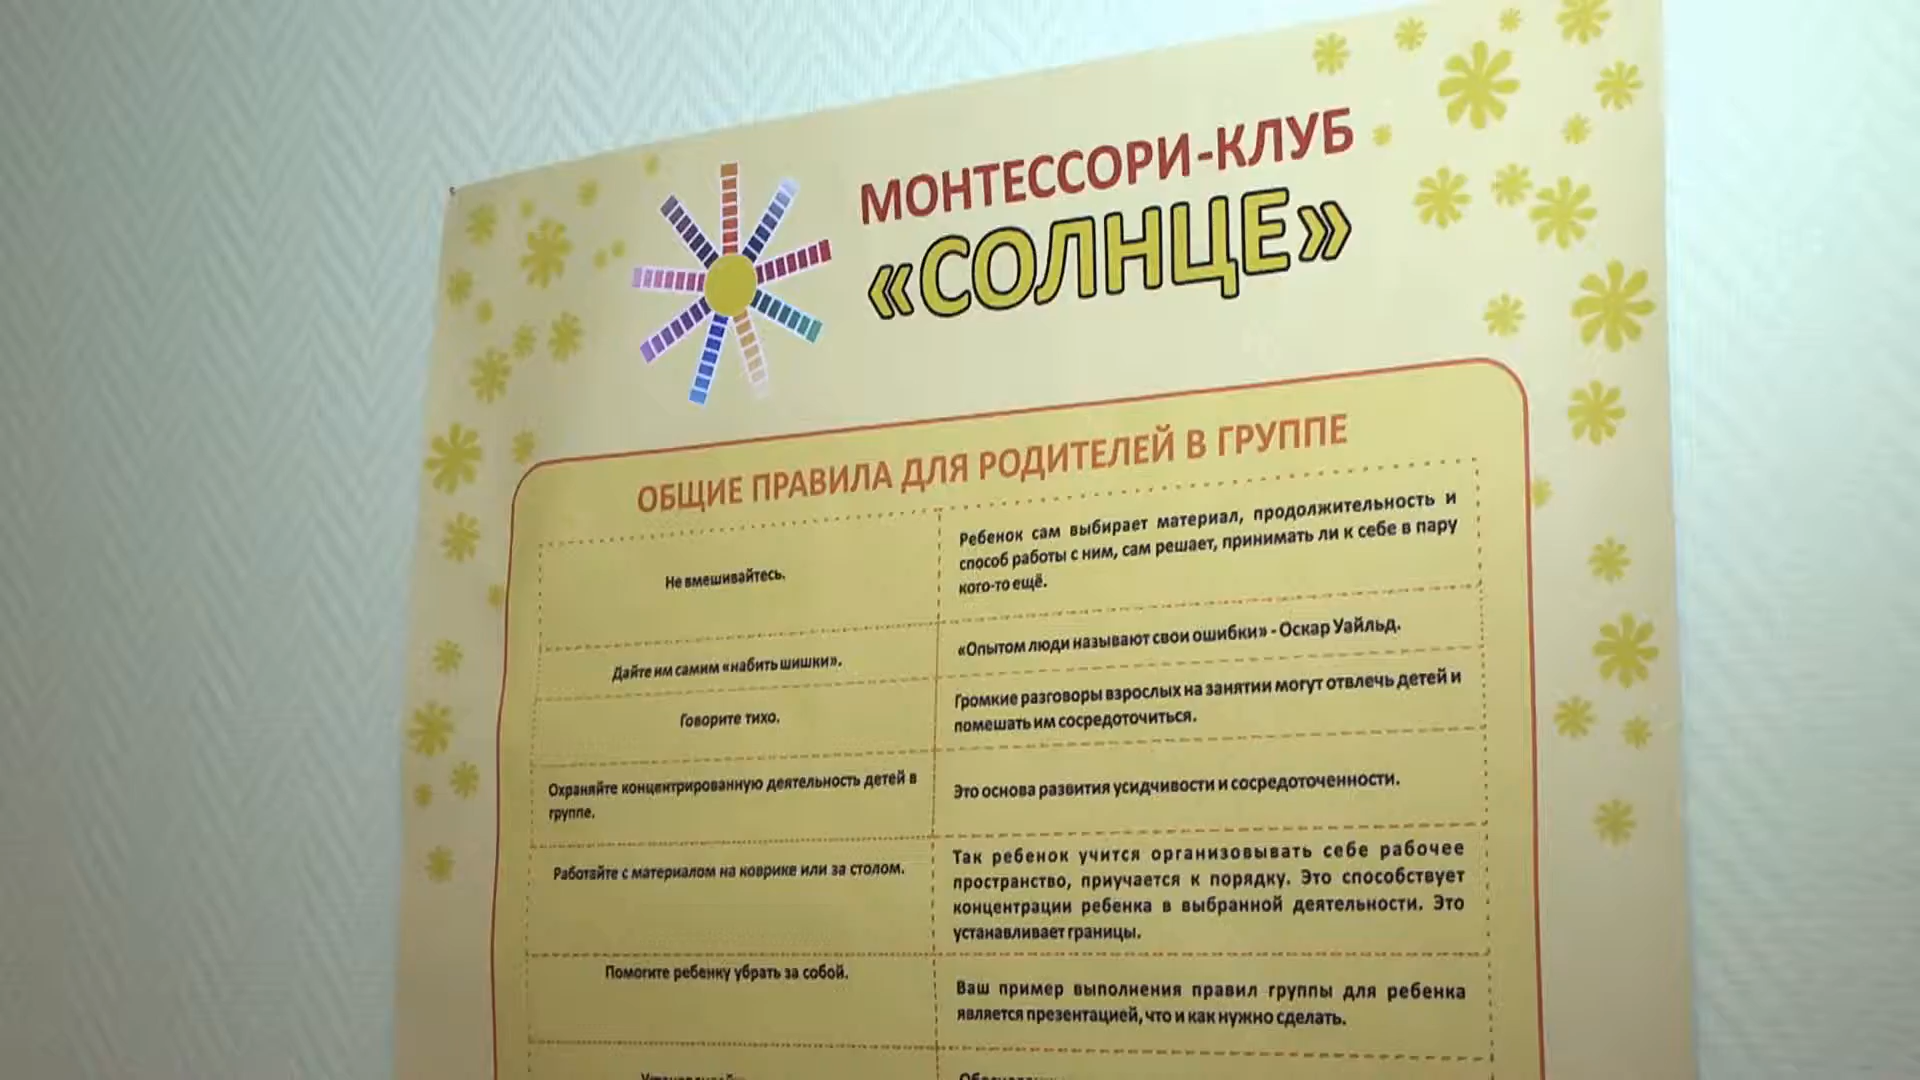 МОНТЕССОРИ-КЛУБ
«СОЛНЦЕ»
ОБЩИЕ ПРАВИЛА ДЛЯ РОДИТЕЛЕЙ В ГРУППЕ
Не вмешивайтесь.
Ребенок сам выбирает материал, продолжительность и
способ работы с ним, сам решает, принимать ли к себе в пару
кого-то ещё.
Дайте им самим «набить шишки».
«Опытом люди называют свои ошибки» - Оскар Уайльд.
Говорите тихо.
Громкие разговоры взрослых на занятии могут отвлечь детей и
помешать им сосредоточиться.
Охраняйте концентрированную деятельность детей в
группе.
Это основа развития усидчивости и сосредоточенности.
Работайте с материалом на коврике или за столом.
Так ребенок учится организовывать себе рабочее
пространство, приучается к порядку. Это способствует
концентрации ребенка в выбранной деятельности. Это
устанавливает границы.
Помогите ребенку убрать за собой.
Ваш пример выполнения правил группы для ребенка
является презентацией, что и как нужно сделать.